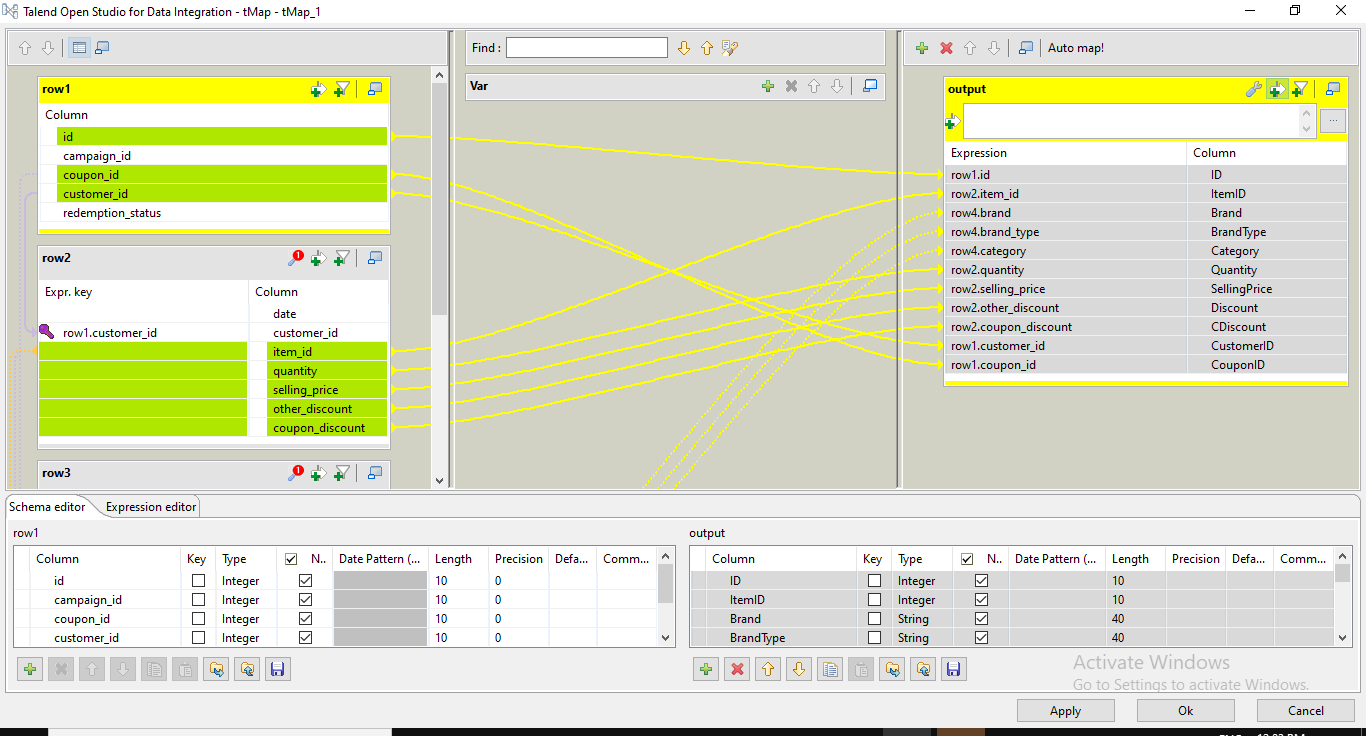 Talend Open Studio for Data Integration - tMap - tMap_1
Find :
Auto map!
row1
Column
id
campaign_id
coupon_id
customer_id
redemption_status
row2
Expr. key Column
date
row1.customer_id customer_id
item_id
quantity
selling_price
other_discount
coupon_discount
row3
Var
output
...
Expression Column
row1.id ID
row2.item_id ItemID
row4.brand Brand
row4.brand_type BrandType
row4.category Category
row2.quantity Quantity
row2.selling_price SellingPrice
row2.other_discount Discount
row2.coupon_discount CDiscount
row1.customer_id CustomerID
row1.coupon_id CouponID
Schema editor Expression editor
row1
Column Key Type N.. Date Pattern (... Length Precision Defa... Comm...
id Integer 10 0
campaign_id Integer 10 0
coupon_id Integer 10 0
customer_id Integer 10 0
output
Column Key Type N.. Date Pattern (... Length Precision Defa... Comm...
ID Integer 10
ItemID Integer 10
Brand String 40
BrandType String 40
Activate Windows
Go to Settings to activate Windows.
Apply Ok Cancel